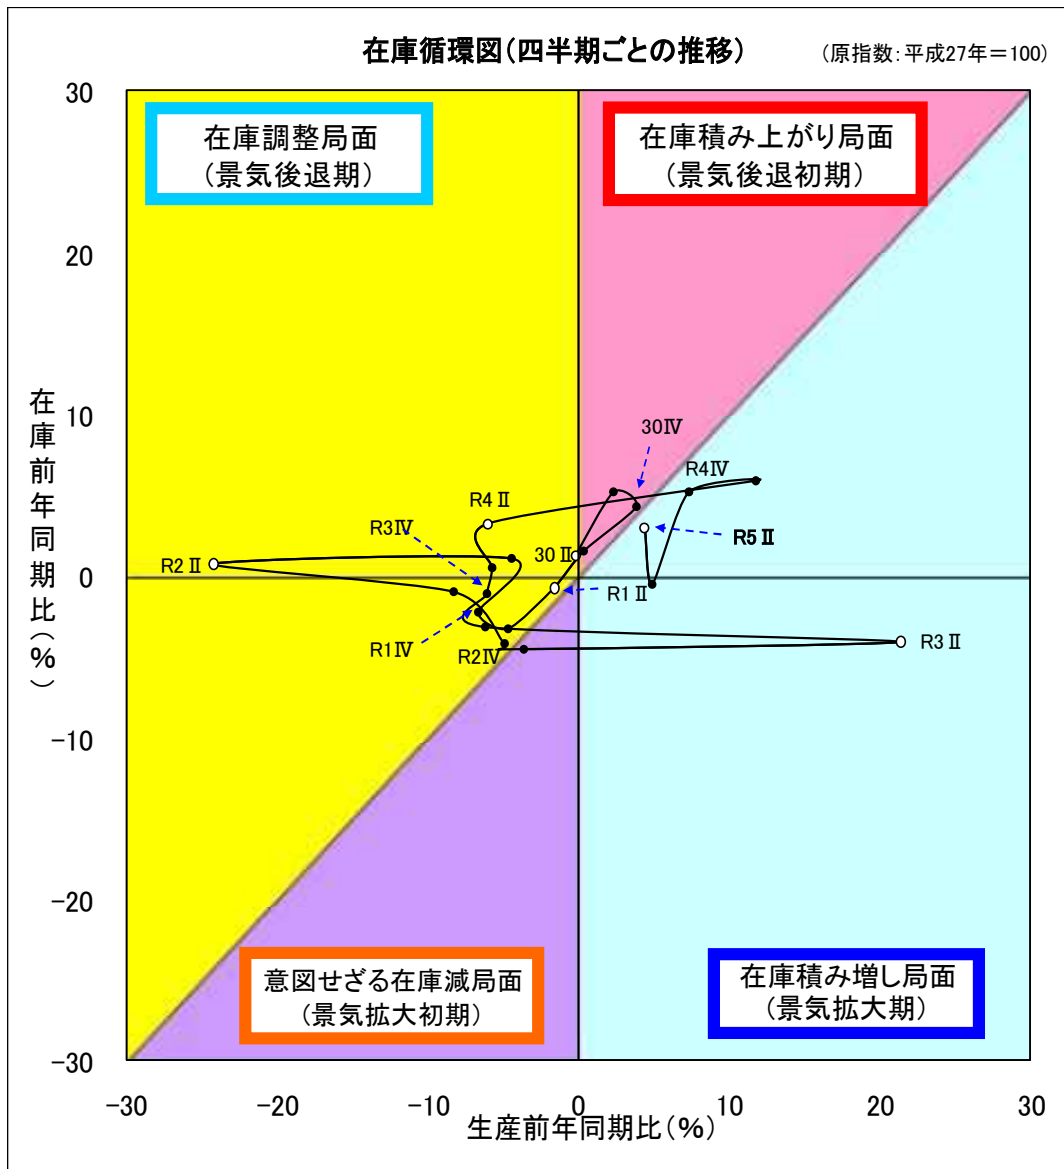 在庫循環図(四半期ごとの推移)
(原指数:平成27年=100)
在庫調整局面
(景気後退期)
在庫積み上がり局面
(景気後退初期)
30
20
10
0
-10
-20
-30
在庫前年同期比(%)
30Ⅳ
R4Ⅳ
R4Ⅱ
R3Ⅳ
R5Ⅱ
30Ⅱ
R2Ⅱ
R1Ⅱ
R1Ⅳ
R2Ⅳ
R3Ⅱ
意図せざる在庫減局面
(景気拡大初期)
在庫積み増し局面
(景気拡大期)
-30
-20
-10
0
10
20
30
生産前年同期比(%)